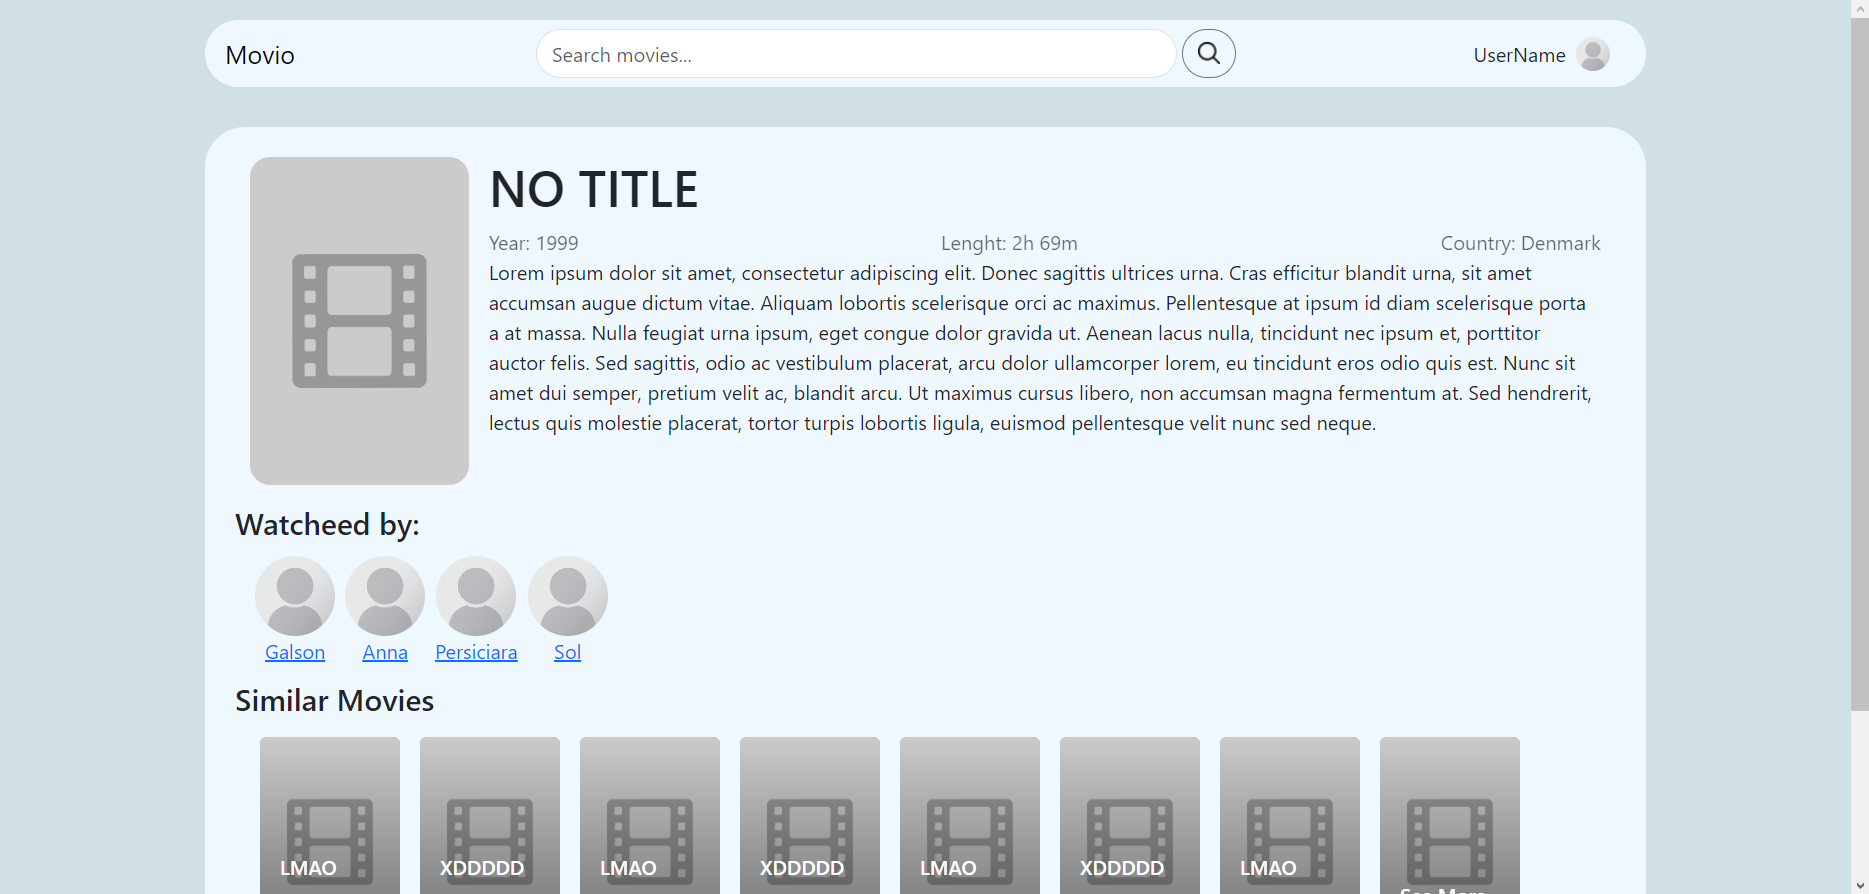 Movio
Search movies...
UserName
NO TITLE
Year: 1999
Lenght: 2h 69m
Country: Denmark
Lorem ipsum dolor sit amet, consectetur adipiscing elit. Donec sagittis ultrices urna. Cras efficitur blandit urna, sit amet
accumsan augue dictum vitae. Aliquam lobortis scelerisque orci ac maximus. Pellentesque at ipsum id diam scelerisque porta
a at massa. Nulla feugiat urna ipsum, eget congue dolor gravida ut. Aenean lacus nulla, tincidunt nec ipsum et, porttitor
auctor felis. Sed sagittis, odio ac vestibulum placerat, arcu dolor ullamcorper lorem, eu tincidunt eros odio quis est. Nunc sit
amet dui semper, pretium velit ac, blandit arcu. Ut maximus cursus libero, non accumsan magna fermentum at. Sed hendrerit,
lectus quis molestie placerat, tortor turpis lobortis ligula, euismod pellentesque velit nunc sed neque.
Watcheed by:
Galson
Anna
Persiciara
Sol
Similar Movies
LMAO
XDDDDD
LMAO
XDDDDD
LMAO
XDDDDD
LMAO
See More